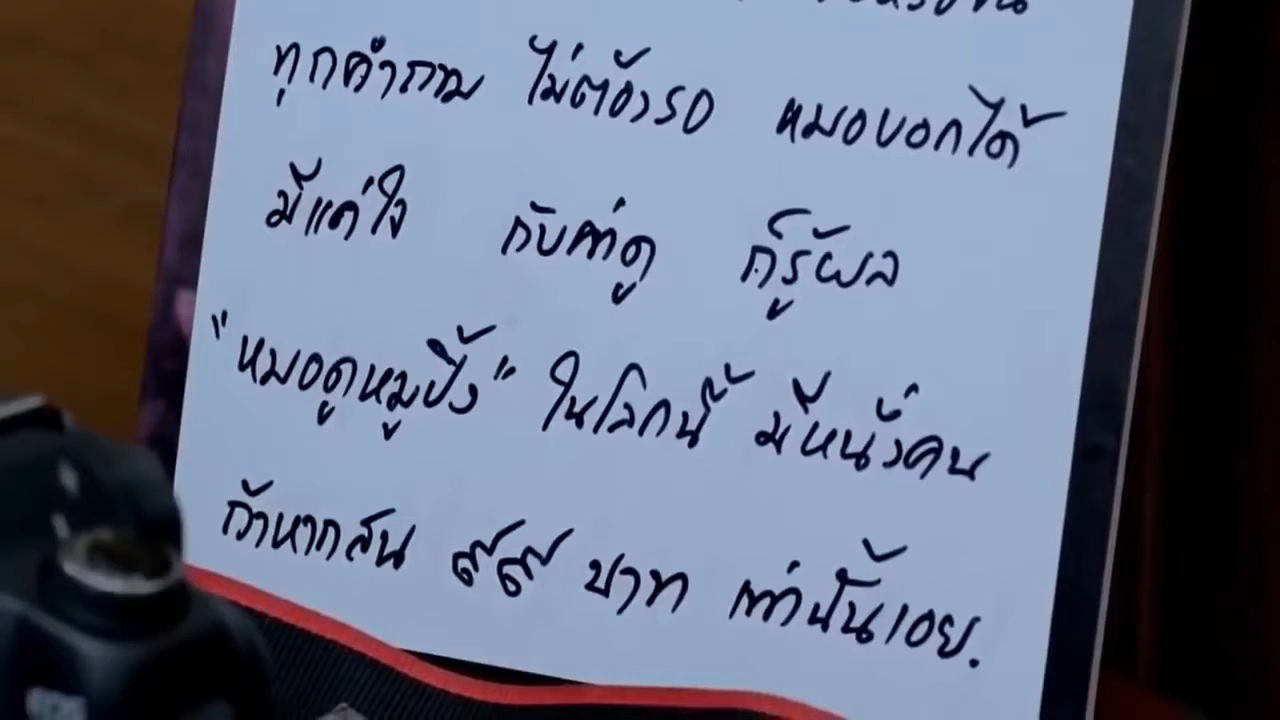 ทุกคำถาม ไม่ต้องรอ หมอบอกได้
มีแค่ใจ กับค่าดู ก็รู้ผล
"หมอดูหมูปิ้ง" ในโลกนี้ มีหนึ่งคน
ถ้าหากสน ๙๙ บาท เท่านั้นเอย.